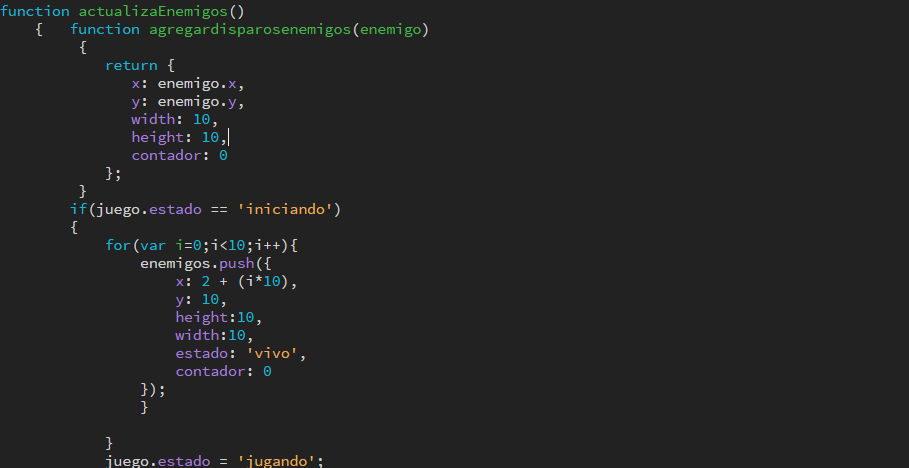 function actualizaEnemigos()
{ function agregardisparosenemigos(enemigo)
{
return {
x: enemigo.x,
y: enemigo.y,
width: 10,
height: 10,
contador: 0
};
}
if(juego.estado == 'iniciando')
{
for(var i=0;i<10;i++){
enemigos.push({
x: 2 + (i*10),
y: 10,
height:10,
width:10,
estado: 'vivo',
contador: 0
});
}
}
juego.estado = 'jugando';